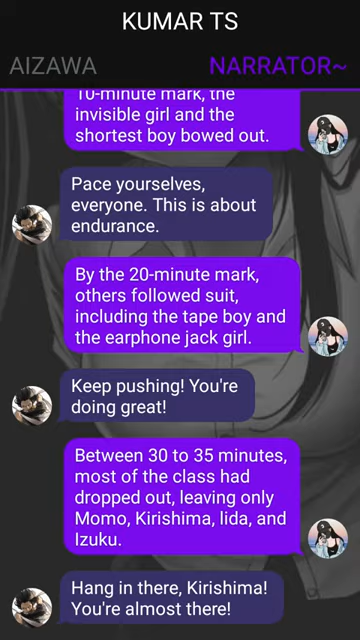 KUMAR TS
AIZAWA
NARRATOR~
10-minute mark, the
invisible girl and the
shortest boy bowed out.
Pace yourselves,
everyone. This is about
endurance.
By the 20-minute mark,
others followed suit,
including the tape boy and
the earphone jack girl.
Keep pushing! You're
doing great!
Between 30 to 35 minutes,
most of the class had
dropped out, leaving only
Momo, Kirishima, Iida, and
Izuku.
Hang in there, Kirishima!
You're almost there!